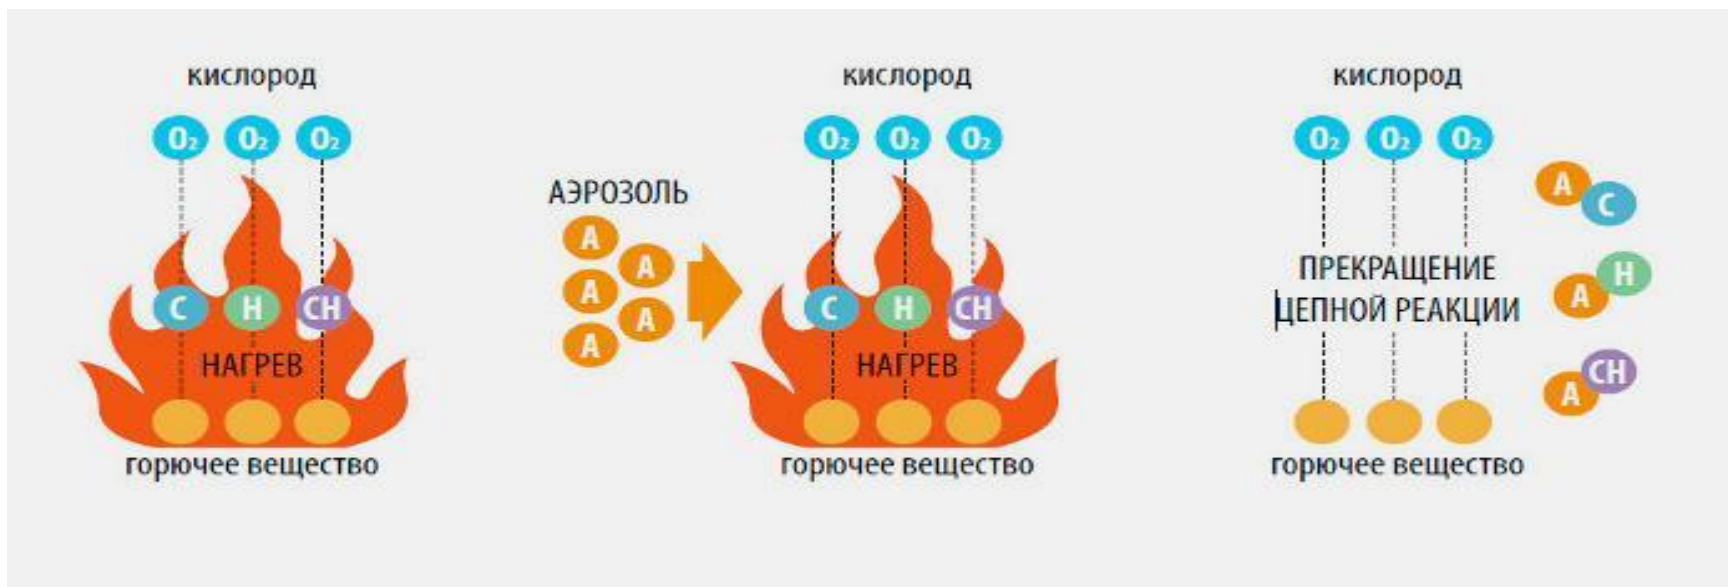 кислород
O₂ O₂ O₂
C H CH
НАГРЕВ
горючее вещество
АЭРОЗОЛЬ
A
A
A
A
A
кислород
O₂ O₂ O₂
C H CH
НАГРЕВ
горючее вещество
кислород
O₂ O₂ O₂
ПРЕКРАЩЕНИЕ
ЦЕПНОЙ РЕАКЦИИ
горючее вещество
A C
A H
A CH